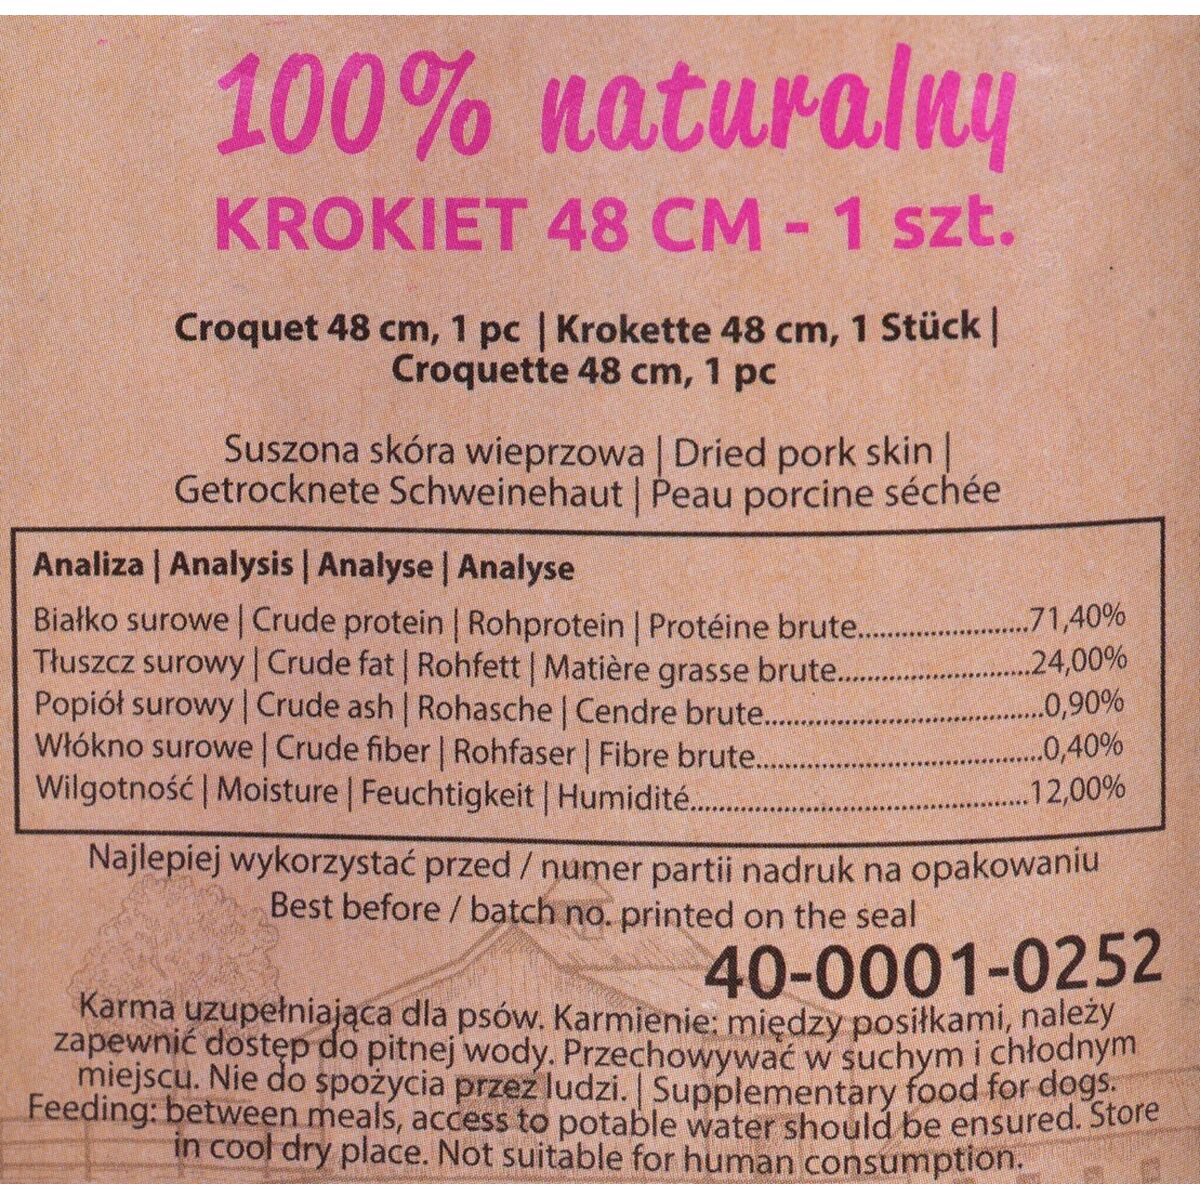 100% naturalny
KROKIET 48 CM - 1 szt.
Croquet 48 cm, 1 pc | Krokette 48 cm, 1 Stück |
Croquette 48 cm, 1 pc
Suszona skóra wieprzowa | Dried pork skin |
Getrocknete Schweinehaut | Peau porcine séchée
Analiza | Analysis | Analyse | Analyse
Białko surowe | Crude protein | Rohprotein | Protéine brute............................71,40%
Tłuszcz surowy | Crude fat | Rohfett | Matière grasse brute................................24,00%
Popiół surowy | Crude ash | Rohasche | Cendre brute..............................................0,90%
Włókno surowe | Crude fiber | Rohfaser | Fibre brute...............................................0,40%
Wilgotność | Moisture | Feuchtigkeit | Humidité........................................................12,00%
Najlepiej wykorzystać przed / numer partii nadruk na opakowaniu
Best before / batch no. printed on the seal
40-0001-0252
Karma uzupełniająca dla psów. Karmienie: między posiłkami, należy
zapewnić dostęp do pitnej wody. Przechowywać w suchym i chłodnym
miejscu. Nie do spożycia przez ludzi. | Supplementary food for dogs.
Feeding: between meals, access to potable water should be ensured. Store
in cool dry place. Not suitable for human consumption.